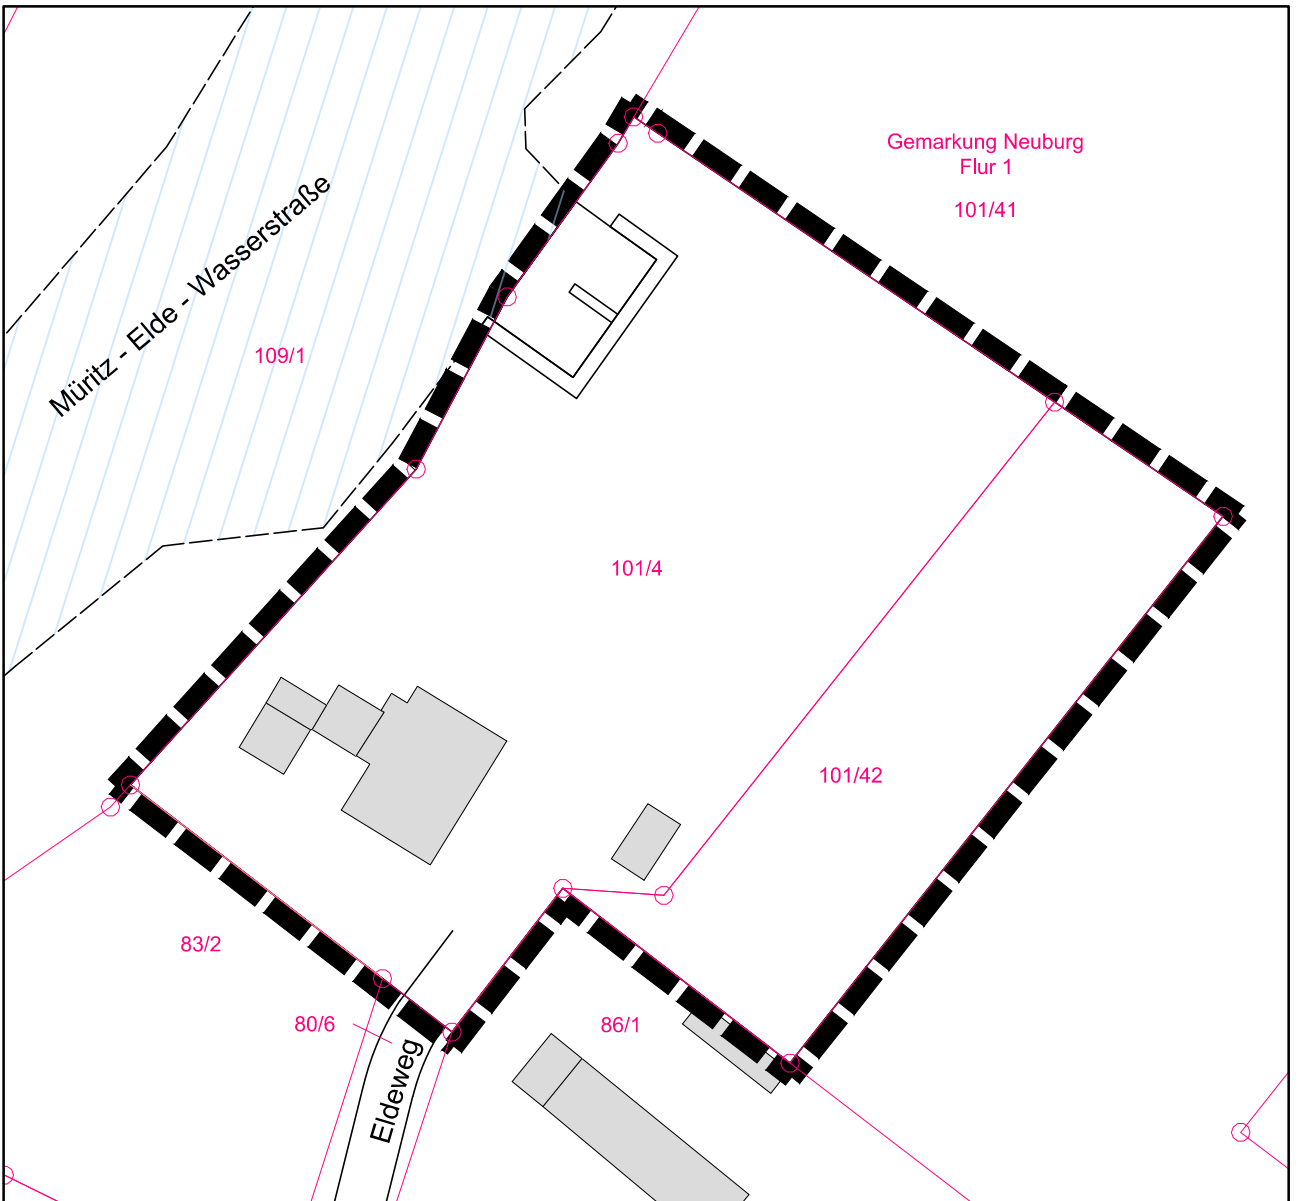 Gemarkung Neuburg
Flur 1
101/41
Müritz - Elde - Wasserstraße
109/1
101/4
101/42
83/2
80/6
86/1
Eldeweg